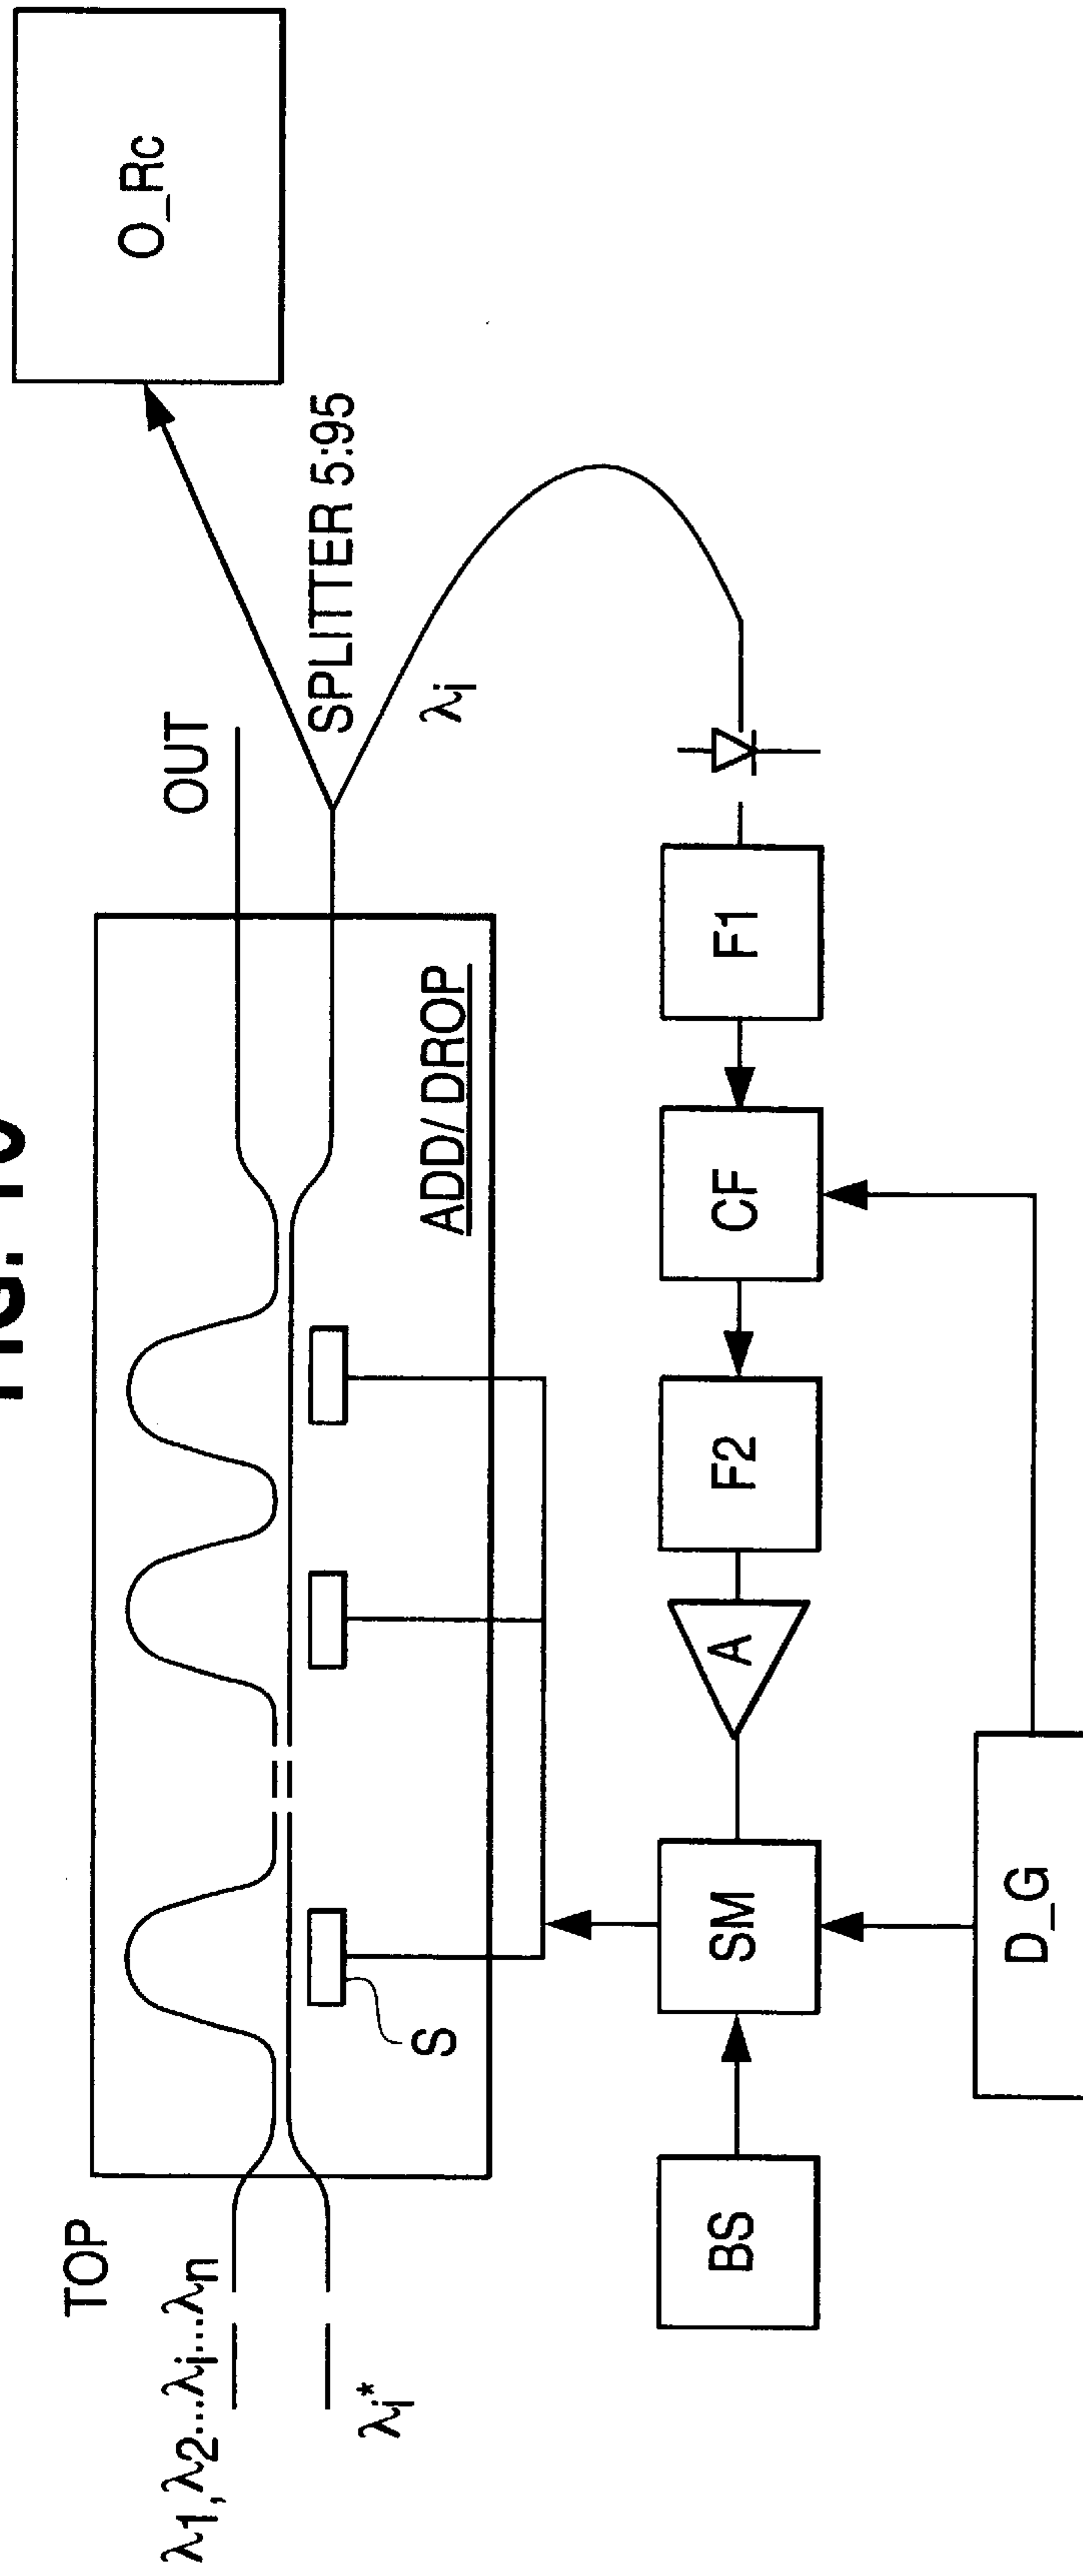 TOP
λ1, λ2...λi...λn
λi*
OUT
O_Rc
SPLITTER 5:95
λi
ADD/DROP
S
BS
SM
A
F2
CF
F1
D_G